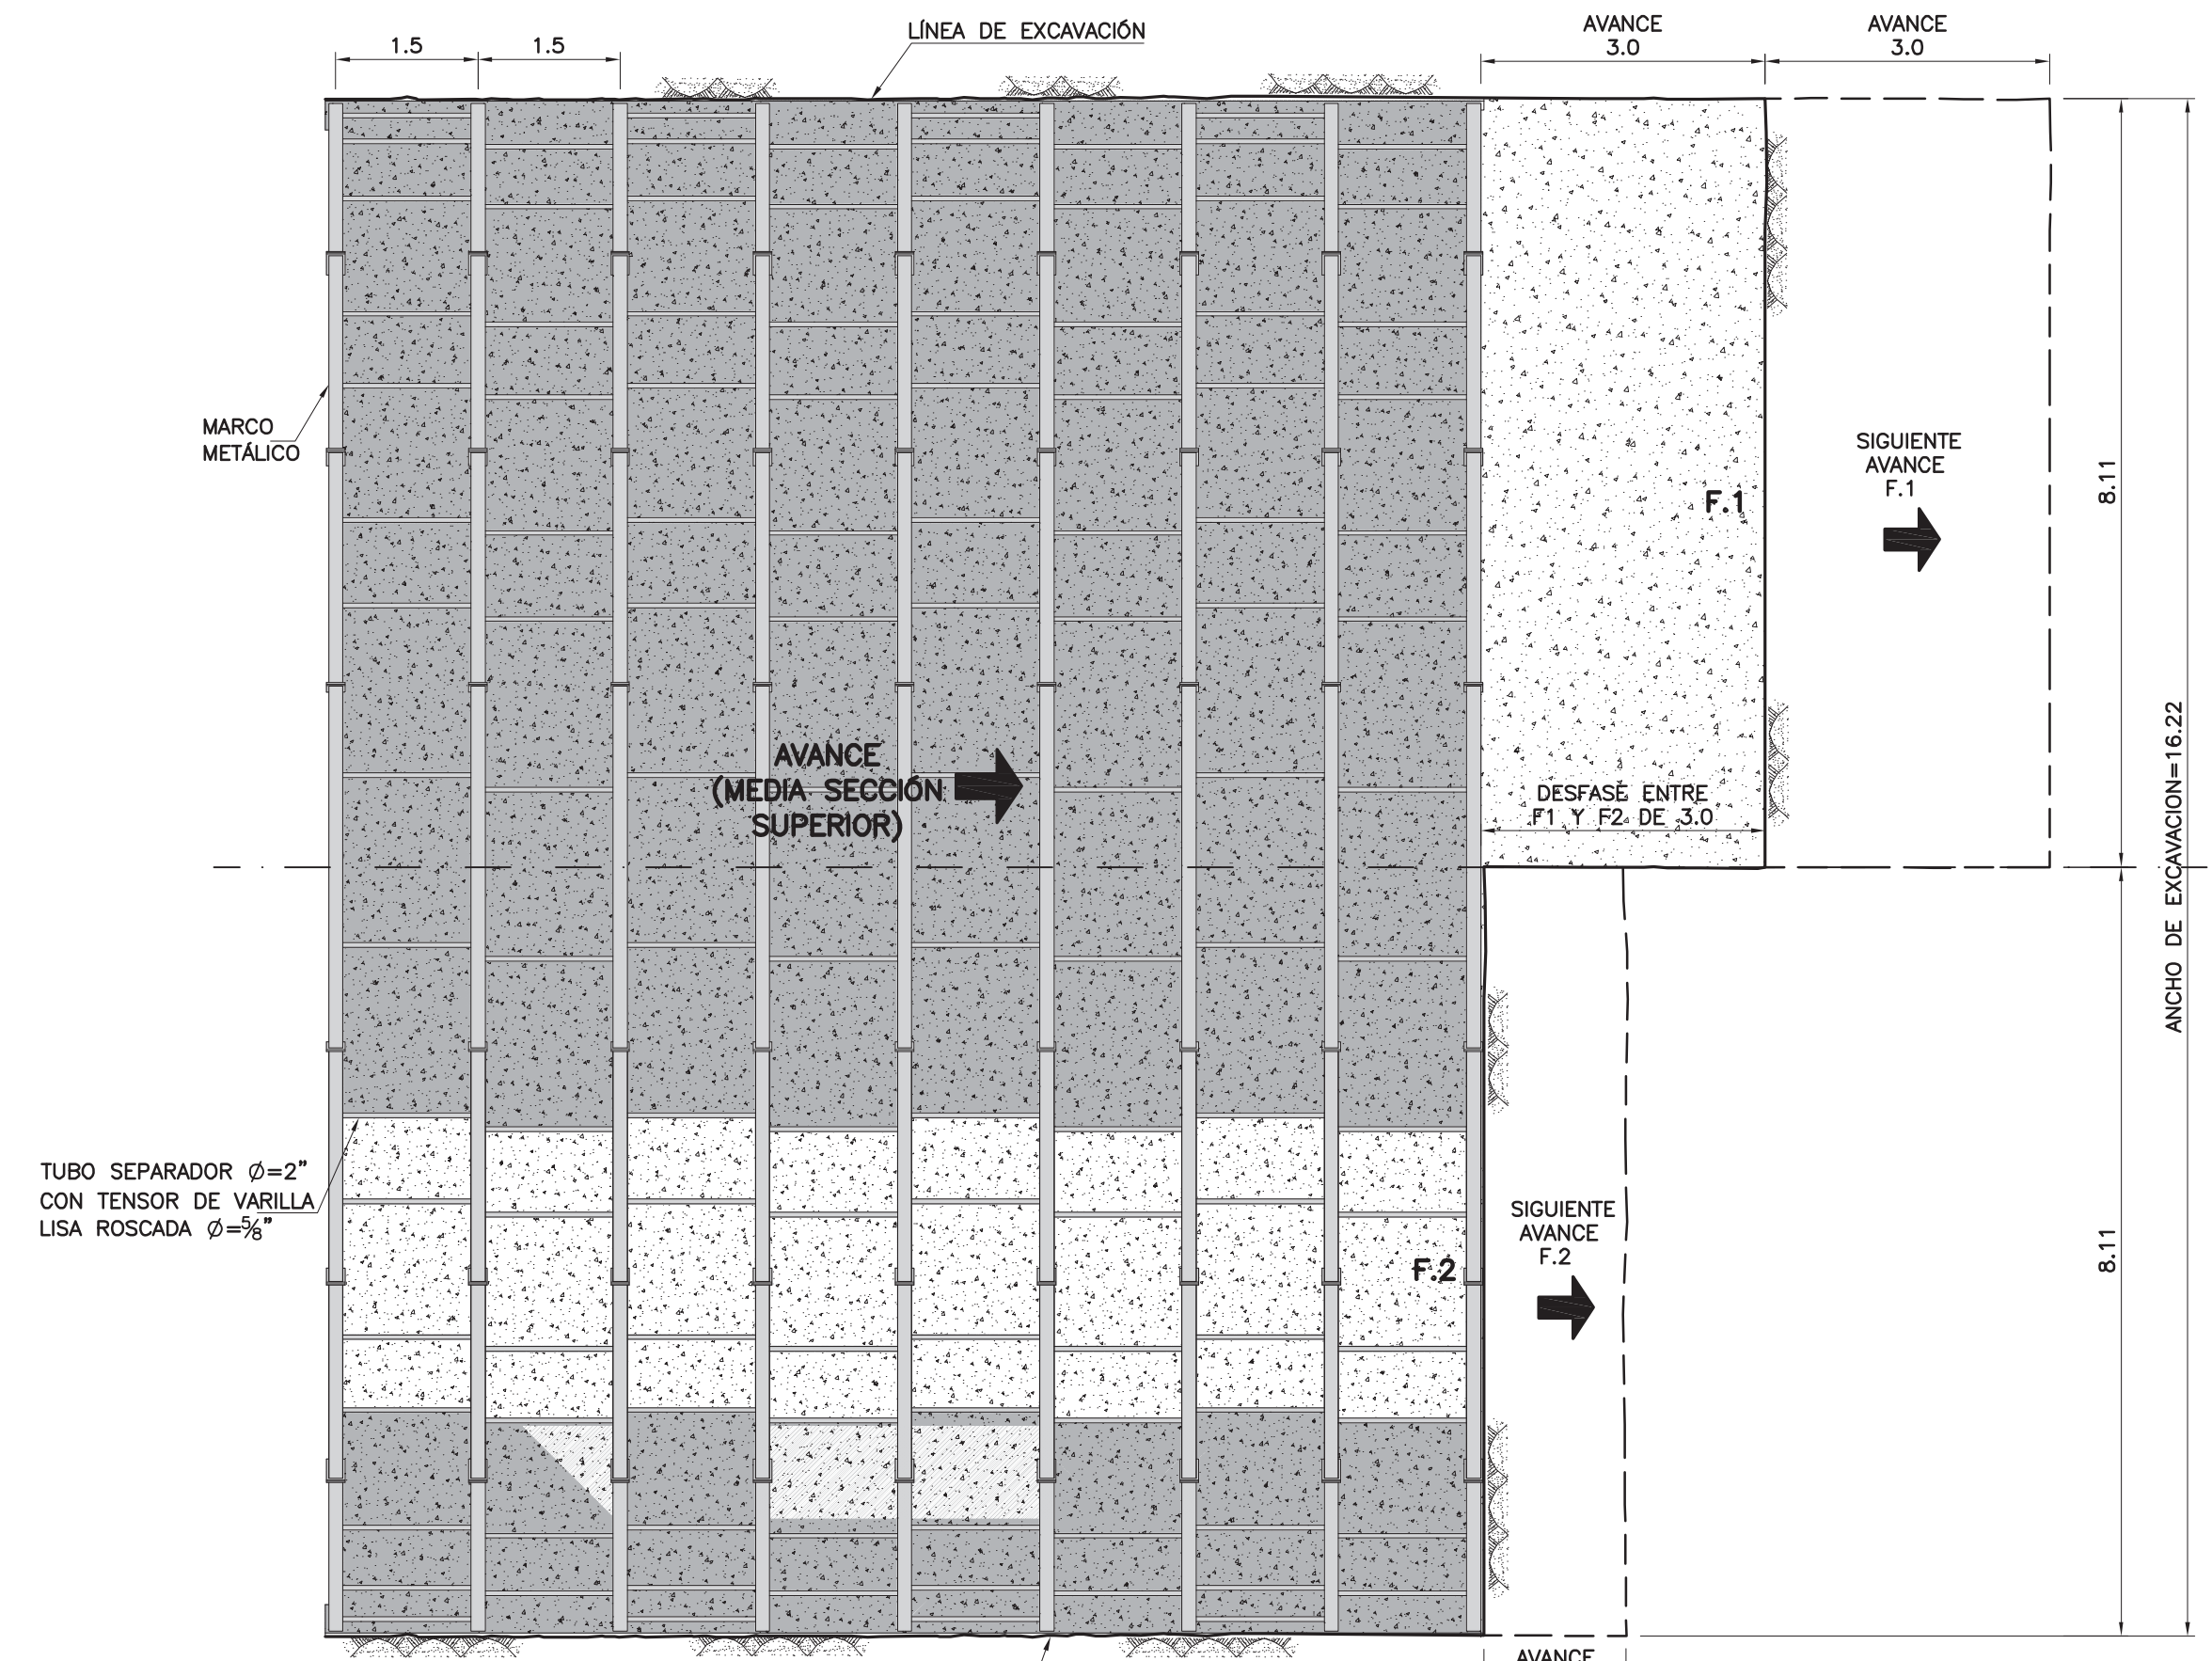 LÍNEA DE EXCAVACIÓN
AVANCE
3.0
AVANCE
3.0
1.5
1.5
MARCO
METÁLICO
SIGUIENTE
AVANCE
F.1
8.11
F.1
ANCHO DE EXCAVACION=16.22
AVANCE
(MEDIA SECCIÓN
SUPERIOR)
DESFASE ENTRE
F1 Y F2 DE 3.0
TUBO SEPARADOR Ø=2"
CON TENSOR DE VARILLA
LISA ROSCADA Ø=⅝"
SIGUIENTE
AVANCE
F.2
F.2
8.11
AVANCE